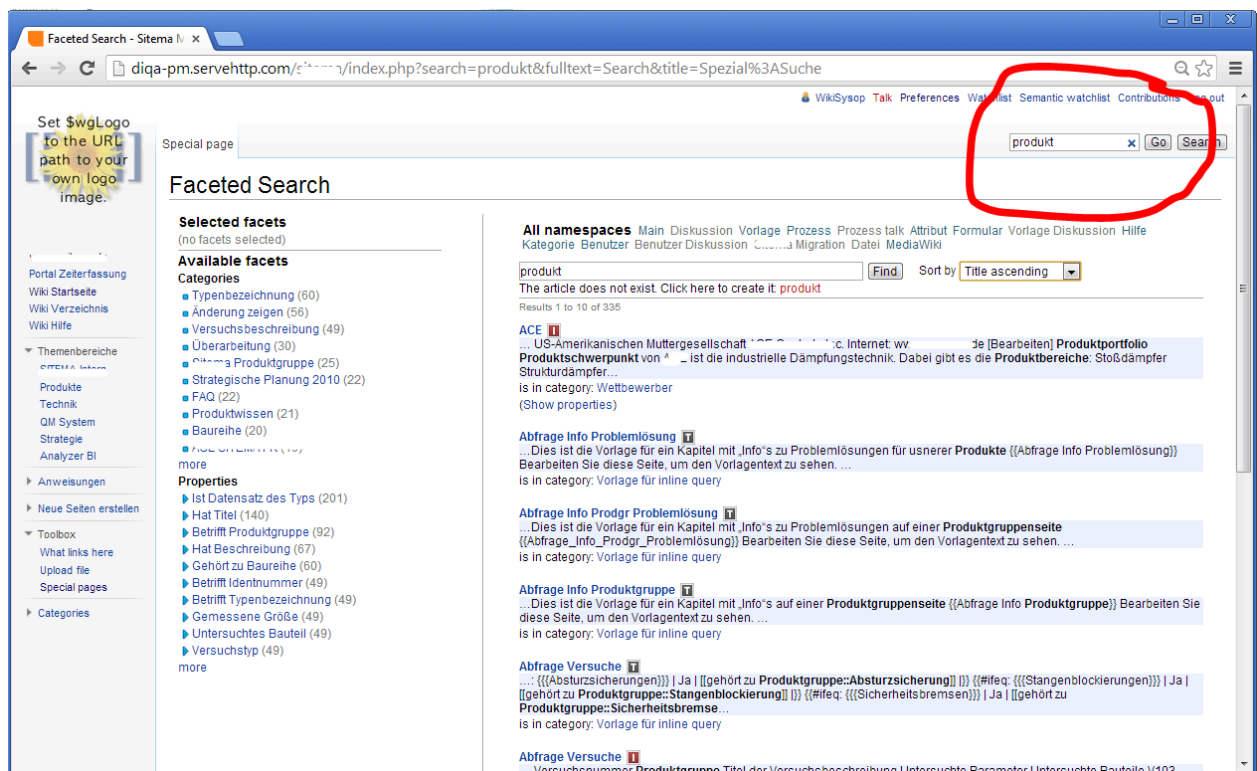 Faceted Search - Sitema
diqa-pm.servehttp.com/ /index.php?search=produkt&fulltext=Search&title=Spezial%3ASuche
WikiSysop Talk Preferences Watchlist Semantic watchlist Contributions Log out
Set $wgLogo
to the URL
path to your
own logo
image.
Special page
produkt
Go
Search
Faceted Search
Portal Zeiterfassung
Wiki Startseite
Wiki Verzeichnis
Wiki Hilfe
Themenbereiche
Produkte
Technik
QM System
Strategie
Analyzer BI
Anweisungen
Neue Seiten erstellen
Toolbox
What links here
Upload file
Special pages
Categories
Selected facets
(no facets selected)
Available facets
Categories
Typenbezeichnung (60)
Änderung zeigen (56)
Versuchsbeschreibung (49)
Überarbeitung (30)
Produktgruppe (25)
Strategische Planung 2010 (22)
FAQ (22)
Produktwissen (21)
Baureihe (20)
more
Properties
Ist Datensatz des Typs (201)
Hat Titel (140)
Betrifft Produktgruppe (92)
Hat Beschreibung (67)
Gehört zu Baureihe (60)
Betrifft Identnummer (49)
Betrifft Typenbezeichnung (49)
Gemessene Größe (49)
Untersuchtes Bauteil (49)
Versuchstyp (49)
more
All namespaces Main Diskussion Vorlage Prozess Prozess talk Attribut Formular Vorlage Diskussion Hilfe
Kategorie Benutzer Benutzer Diskussion Migration Datei MediaWiki
produkt
Find
Sort by Title ascending
The article does not exist. Click here to create it: produkt
Results 1 to 10 of 335
ACE I
... US-Amerikanischen Muttergesellschaft Internet: de [Bearbeiten] Produktportfolio
Produktschwerpunkt von ist die industrielle Dämpfungstechnik. Dabei gibt es die Produktbereiche: Stoßdämpfer
Strukturdämpfer...
is in category: Wettbewerber
(Show properties)
Abfrage Info Problemlösung T
...Dies ist die Vorlage für ein Kapitel mit „Info“s zu Problemlösungen für usnerer Produkte {{Abfrage Info Problemlösung}}
Bearbeiten Sie diese Seite, um den Vorlagentext zu sehen. ...
is in category: Vorlage für inline query
Abfrage Info Prodgr Problemlösung T
...Dies ist die Vorlage für ein Kapitel mit „Info“s zu Problemlösungen auf einer Produktgruppenseite
{{Abfrage_Info_Prodgr_Problemlösung}} Bearbeiten Sie diese Seite, um den Vorlagentext zu sehen. ...
is in category: Vorlage für inline query
Abfrage Info Produktgruppe T
...Dies ist die Vorlage für ein Kapitel mit „Info“s auf einer Produktgruppenseite {{Abfrage Info Produktgruppe}} Bearbeiten Sie
diese Seite, um den Vorlagentext zu sehen. ...
is in category: Vorlage für inline query
Abfrage Versuche T
...: {{{Absturzsicherungen}}} | Ja | [[gehört zu Produktgruppe::Absturzsicherung]] |}} {{#ifeq: {{{Stangenblockierungen}}} | Ja |
[[gehört zu Produktgruppe::Stangenblockierung]] |}} {{#ifeq: {{{Sicherheitsbremsen}}} | Ja | [[gehört zu
Produktgruppe::Sicherheitsbremse...
is in category: Vorlage für inline query
Abfrage Versuche I
...Versuchsnummer Produktgruppe Titel der Versuchsbeschreibung Untersuchte Parameter Untersuchte Bauteile V103